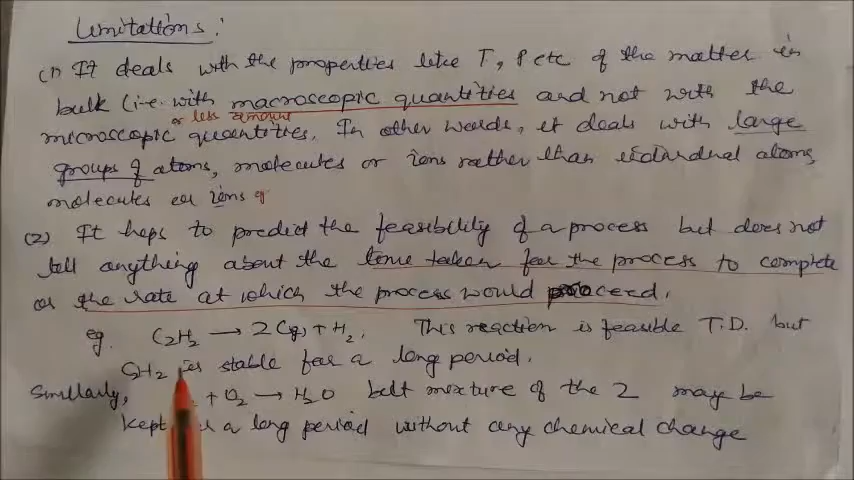 Limitations :
(1) It deals with the properties like T, P etc of the matter in
bulk (i.e. with macroscopic quantities and not with the
or less amount
microscopic quantities. In other words, it deals with large
groups of atoms, molecules or ions rather than individual atoms,
molecules or ions
(2) It heps to predict the feasibility of a process but does not
tell anything about the time taken for the process to complete
or the rate at which the process would proceed.
eg. C2H2 → 2C(g) + H2. This reaction is feasible T.D. but
C2H2 is stable for a long period.
Similarly, + O2 → H2O but mixture of the 2 may be
kept a long period without any chemical change